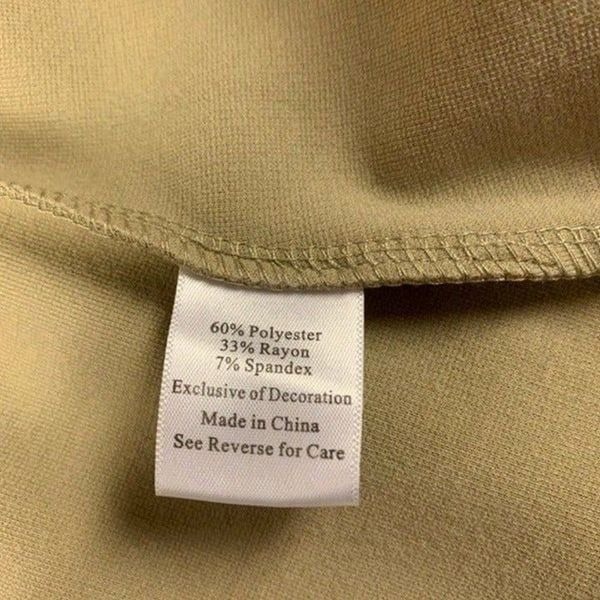 60% Polyester
33% Rayon
7% Spandex
Exclusive of Decoration
Made in China
See Reverse for Care